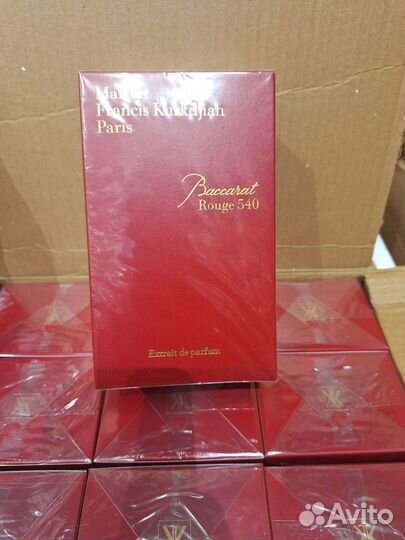 Maison
Francis Kurkdjian
Paris
Baccarat
Rouge 540
Extrait de parfum
Avito